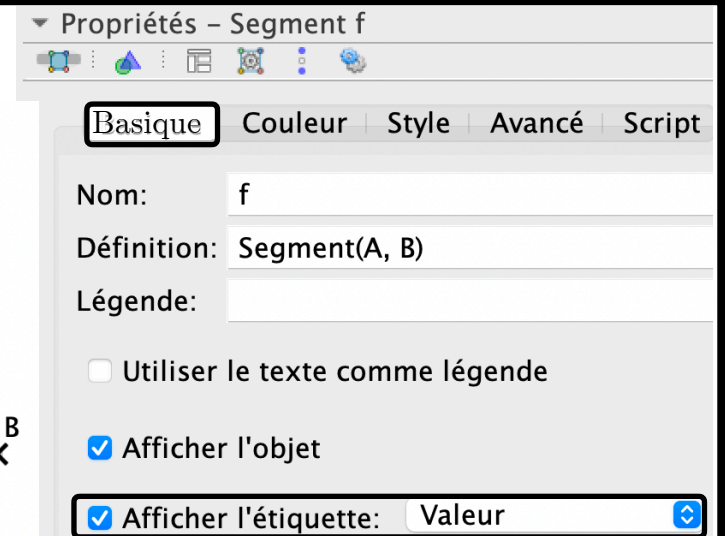 Propriétés – Segment f
Basique Couleur Style Avancé Script
Nom: f
Définition: Segment(A, B)
Légende:
Utiliser le texte comme légende
B
Afficher l'objet
Afficher l'étiquette: Valeur